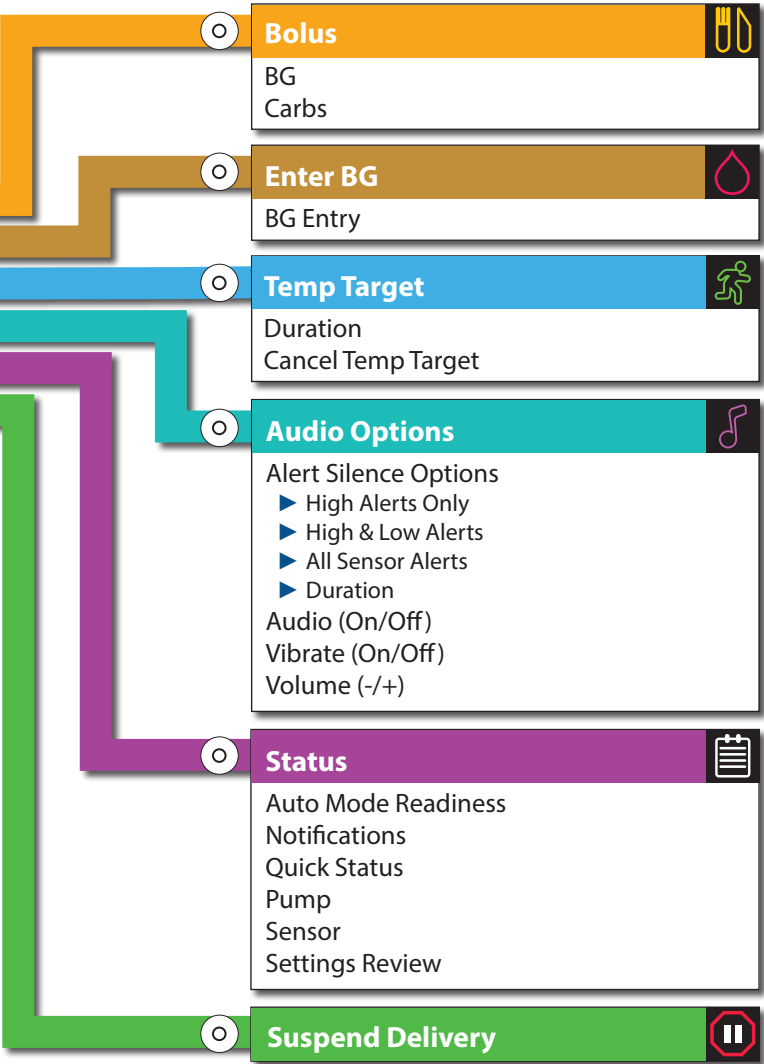 Bolus
BG
Carbs
Enter BG
BG Entry
Temp Target
Duration
Cancel Temp Target
Audio Options
Alert Silence Options
▶ High Alerts Only
▶ High & Low Alerts
▶ All Sensor Alerts
▶ Duration
Audio (On/Off)
Vibrate (On/Off)
Volume (-/+)
Status
Auto Mode Readiness
Notifications
Quick Status
Pump
Sensor
Settings Review
Suspend Delivery